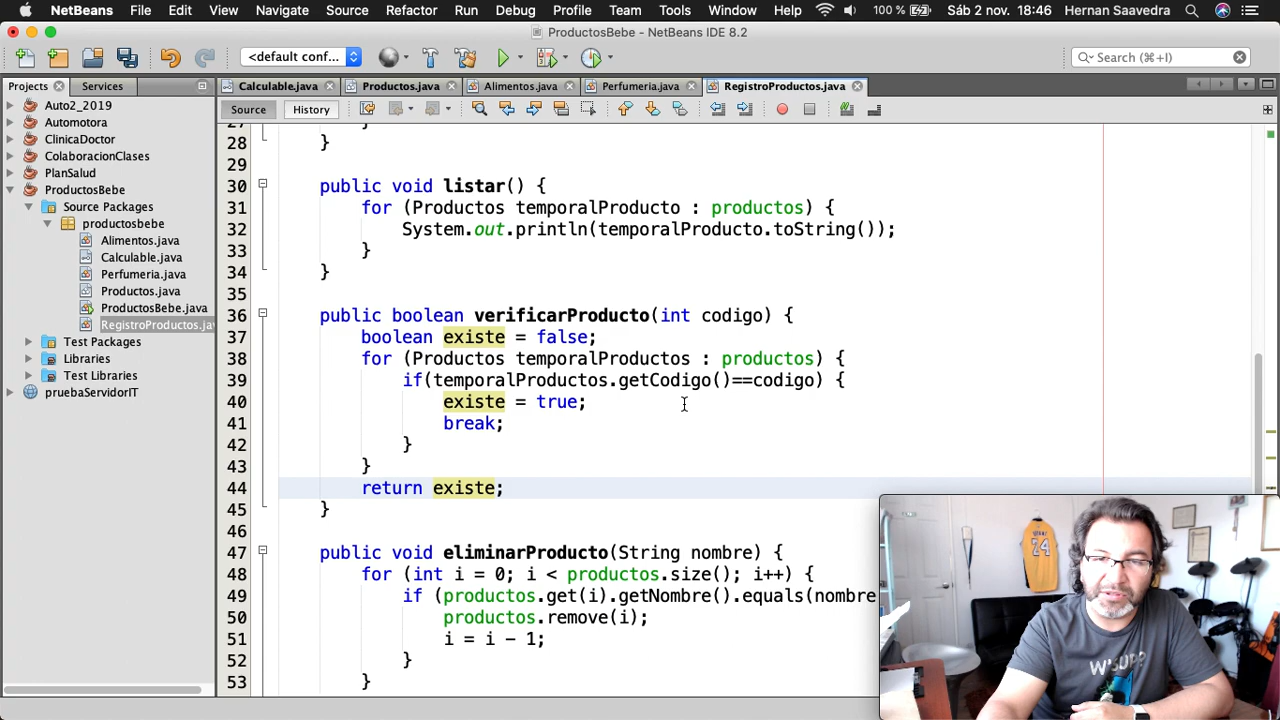 NetBeans File Edit View Navigate Source Refactor Run Debug Profile Team Tools Window Help 100 % Sáb 2 nov. 18:46 Hernan Saavedra
ProductosBebe - NetBeans IDE 8.2
<default conf... Search (⌘+I)
Projects Services Calculable.java Productos.java Alimentos.java Perfumeria.java RegistroProductos.java
Source History
Auto2_2019
Automotora
ClinicaDoctor
ColaboracionClases
PlanSalud
ProductosBebe
Source Packages
productosbebe
Alimentos.java
Calculable.java
Perfumeria.java
Productos.java
ProductosBebe.java
RegistroProductos.jav
Test Packages
Libraries
Test Libraries
pruebaServidorIT
27 }
28 }
29
30 public void listar() {
31 for (Productos temporalProducto : productos) {
32 System.out.println(temporalProducto.toString());
33 }
34 }
35
36 public boolean verificarProducto(int codigo) {
37 boolean existe = false;
38 for (Productos temporalProductos : productos) {
39 if(temporalProductos.getCodigo()==codigo) {
40 existe = true;
41 break;
42 }
43 }
44 return existe;
45 }
46
47 public void eliminarProducto(String nombre) {
48 for (int i = 0; i < productos.size(); i++) {
49 if (productos.get(i).getNombre().equals(nombre
50 productos.remove(i);
51 i = i - 1;
52 }
53 }
24